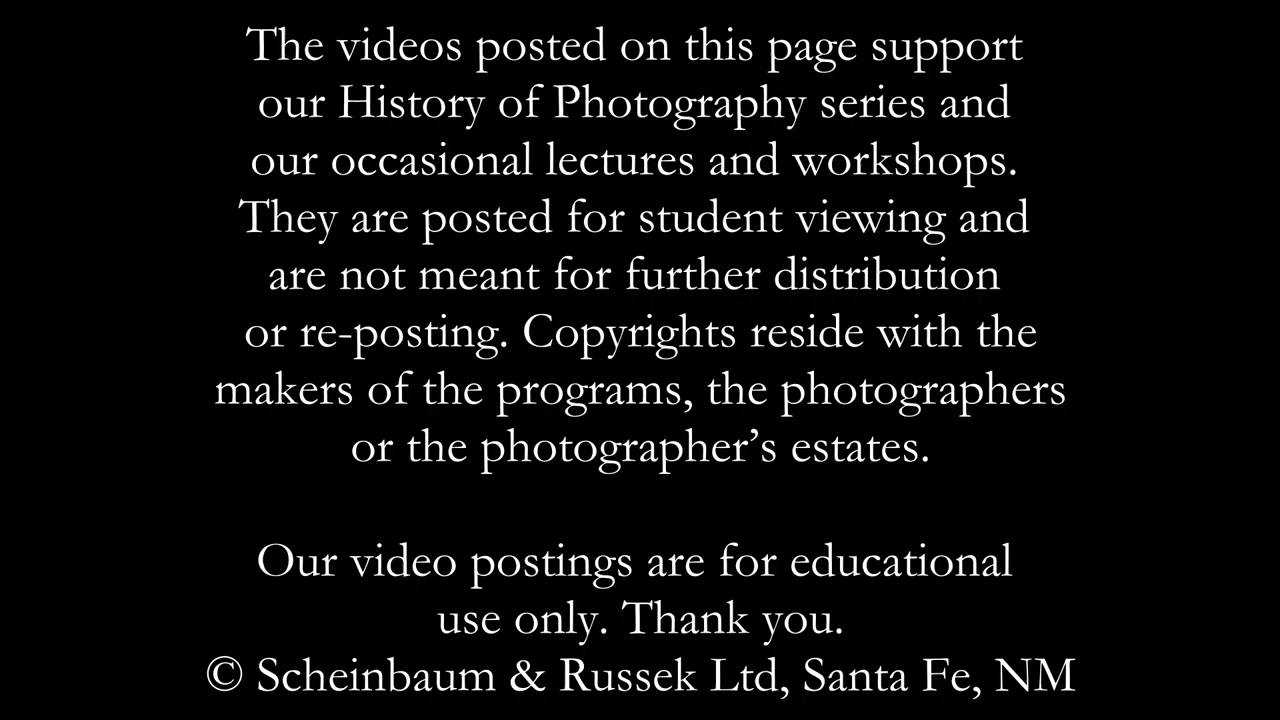 The videos posted on this page support
our History of Photography series and
our occasional lectures and workshops.
They are posted for student viewing and
are not meant for further distribution
or re-posting. Copyrights reside with the
makers of the programs, the photographers
or the photographer’s estates.
Our video postings are for educational
use only. Thank you.
© Scheinbaum & Russek Ltd, Santa Fe, NM